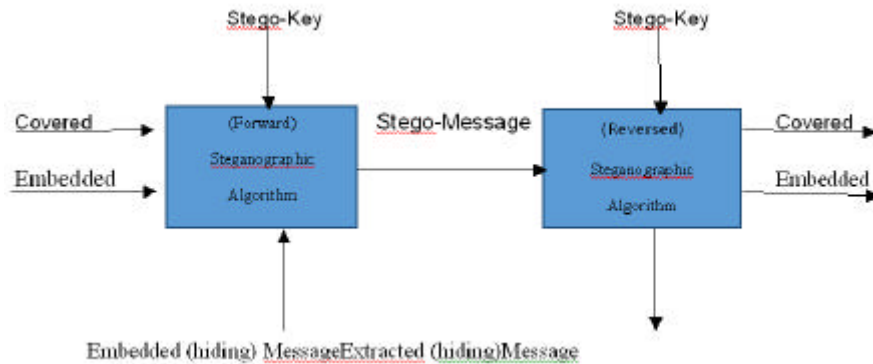 Stego-Key
Stego-Key
Covered
Embedded
(Forward)
Steganographic
Algorithm
Stego-Message
(Reversed)
Steganographic
Algorithm
Covered
Embedded
Embedded (hiding) MessageExtracted (hiding)Message